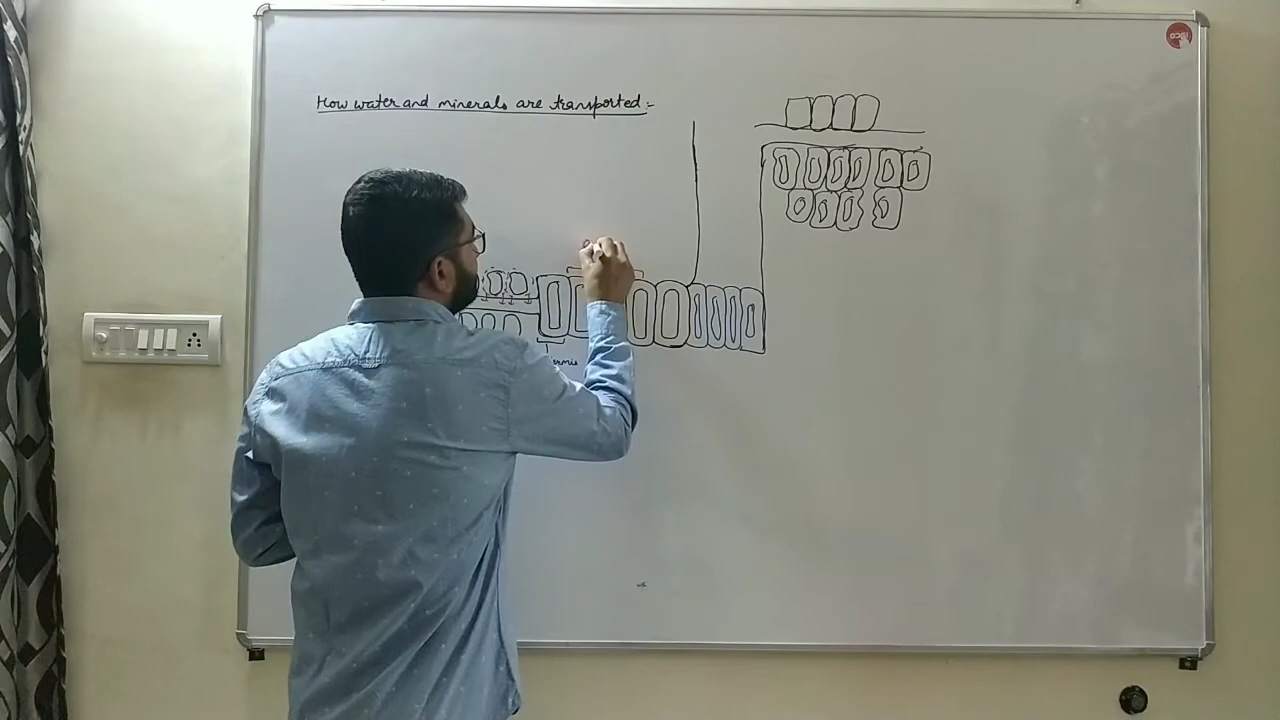 How water and minerals are transported :-